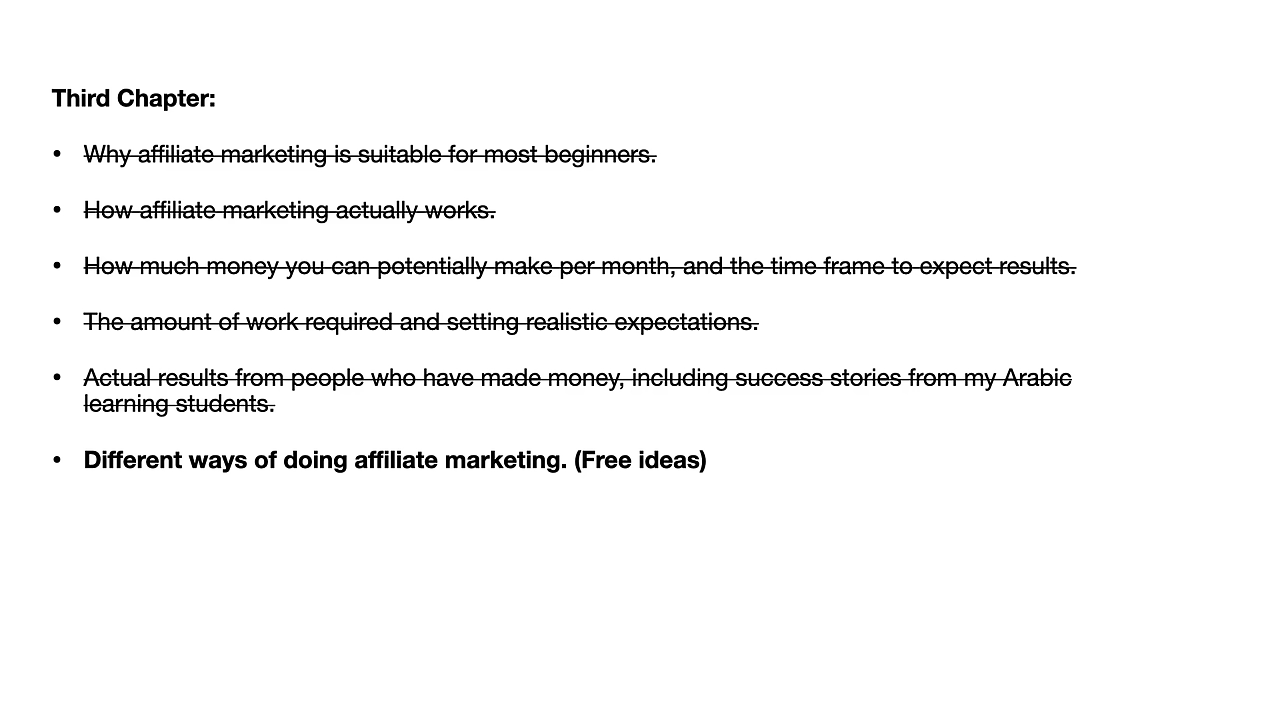 Third Chapter:
• Why affiliate marketing is suitable for most beginners.
• How affiliate marketing actually works.
• How much money you can potentially make per month, and the time frame to expect results.
• The amount of work required and setting realistic expectations.
• Actual results from people who have made money, including success stories from my Arabic
learning students.
• Different ways of doing affiliate marketing. (Free ideas)